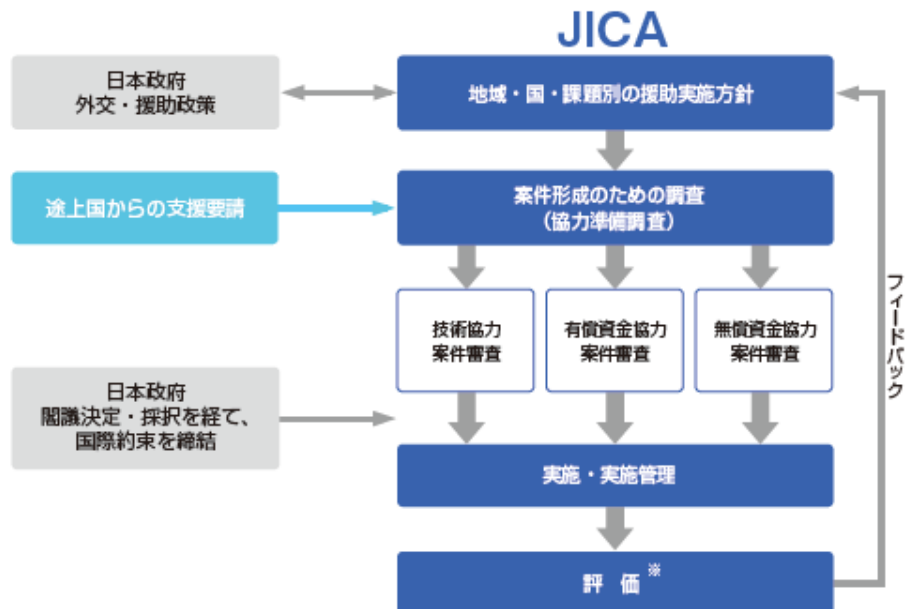 JICA
日本政府
外交・援助政策
地域・国・課題別の援助実施方針
途上国からの支援要請
案件形成のための調査
（協力準備調査）
技術協力
案件審査
有償資金協力
案件審査
無償資金協力
案件審査
フィードバック
日本政府
閣議決定・採択を経て、
国際約束を締結
実施・実施管理
評 価※